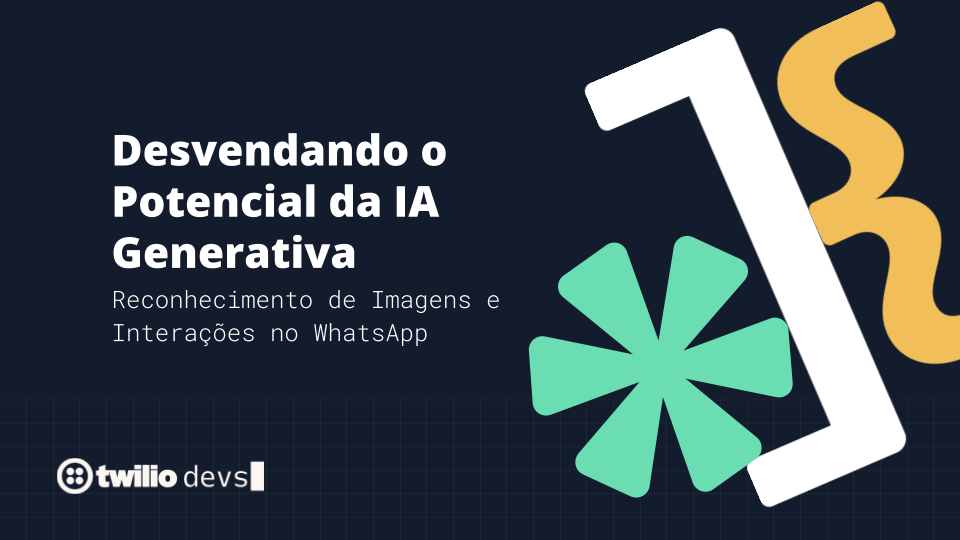 Desvendando o
Potencial da IA
Generativa
Reconhecimento de Imagens e
Interações no WhatsApp
twilio devs